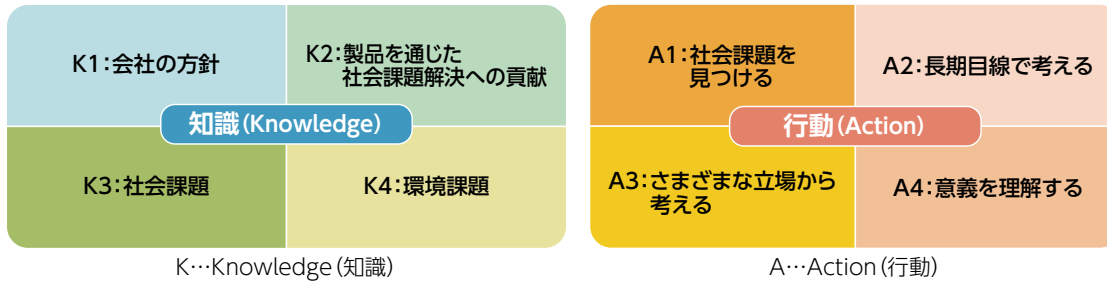 K1:会社の方針
K2:製品を通じた
社会課題解決への貢献
知識(Knowledge)
K3:社会課題
K4:環境課題
K…Knowledge(知識)
A1:社会課題を
見つける
A2:長期目線で考える
行動(Action)
A3:さまざまな立場から
考える
A4:意義を理解する
A…Action(行動)